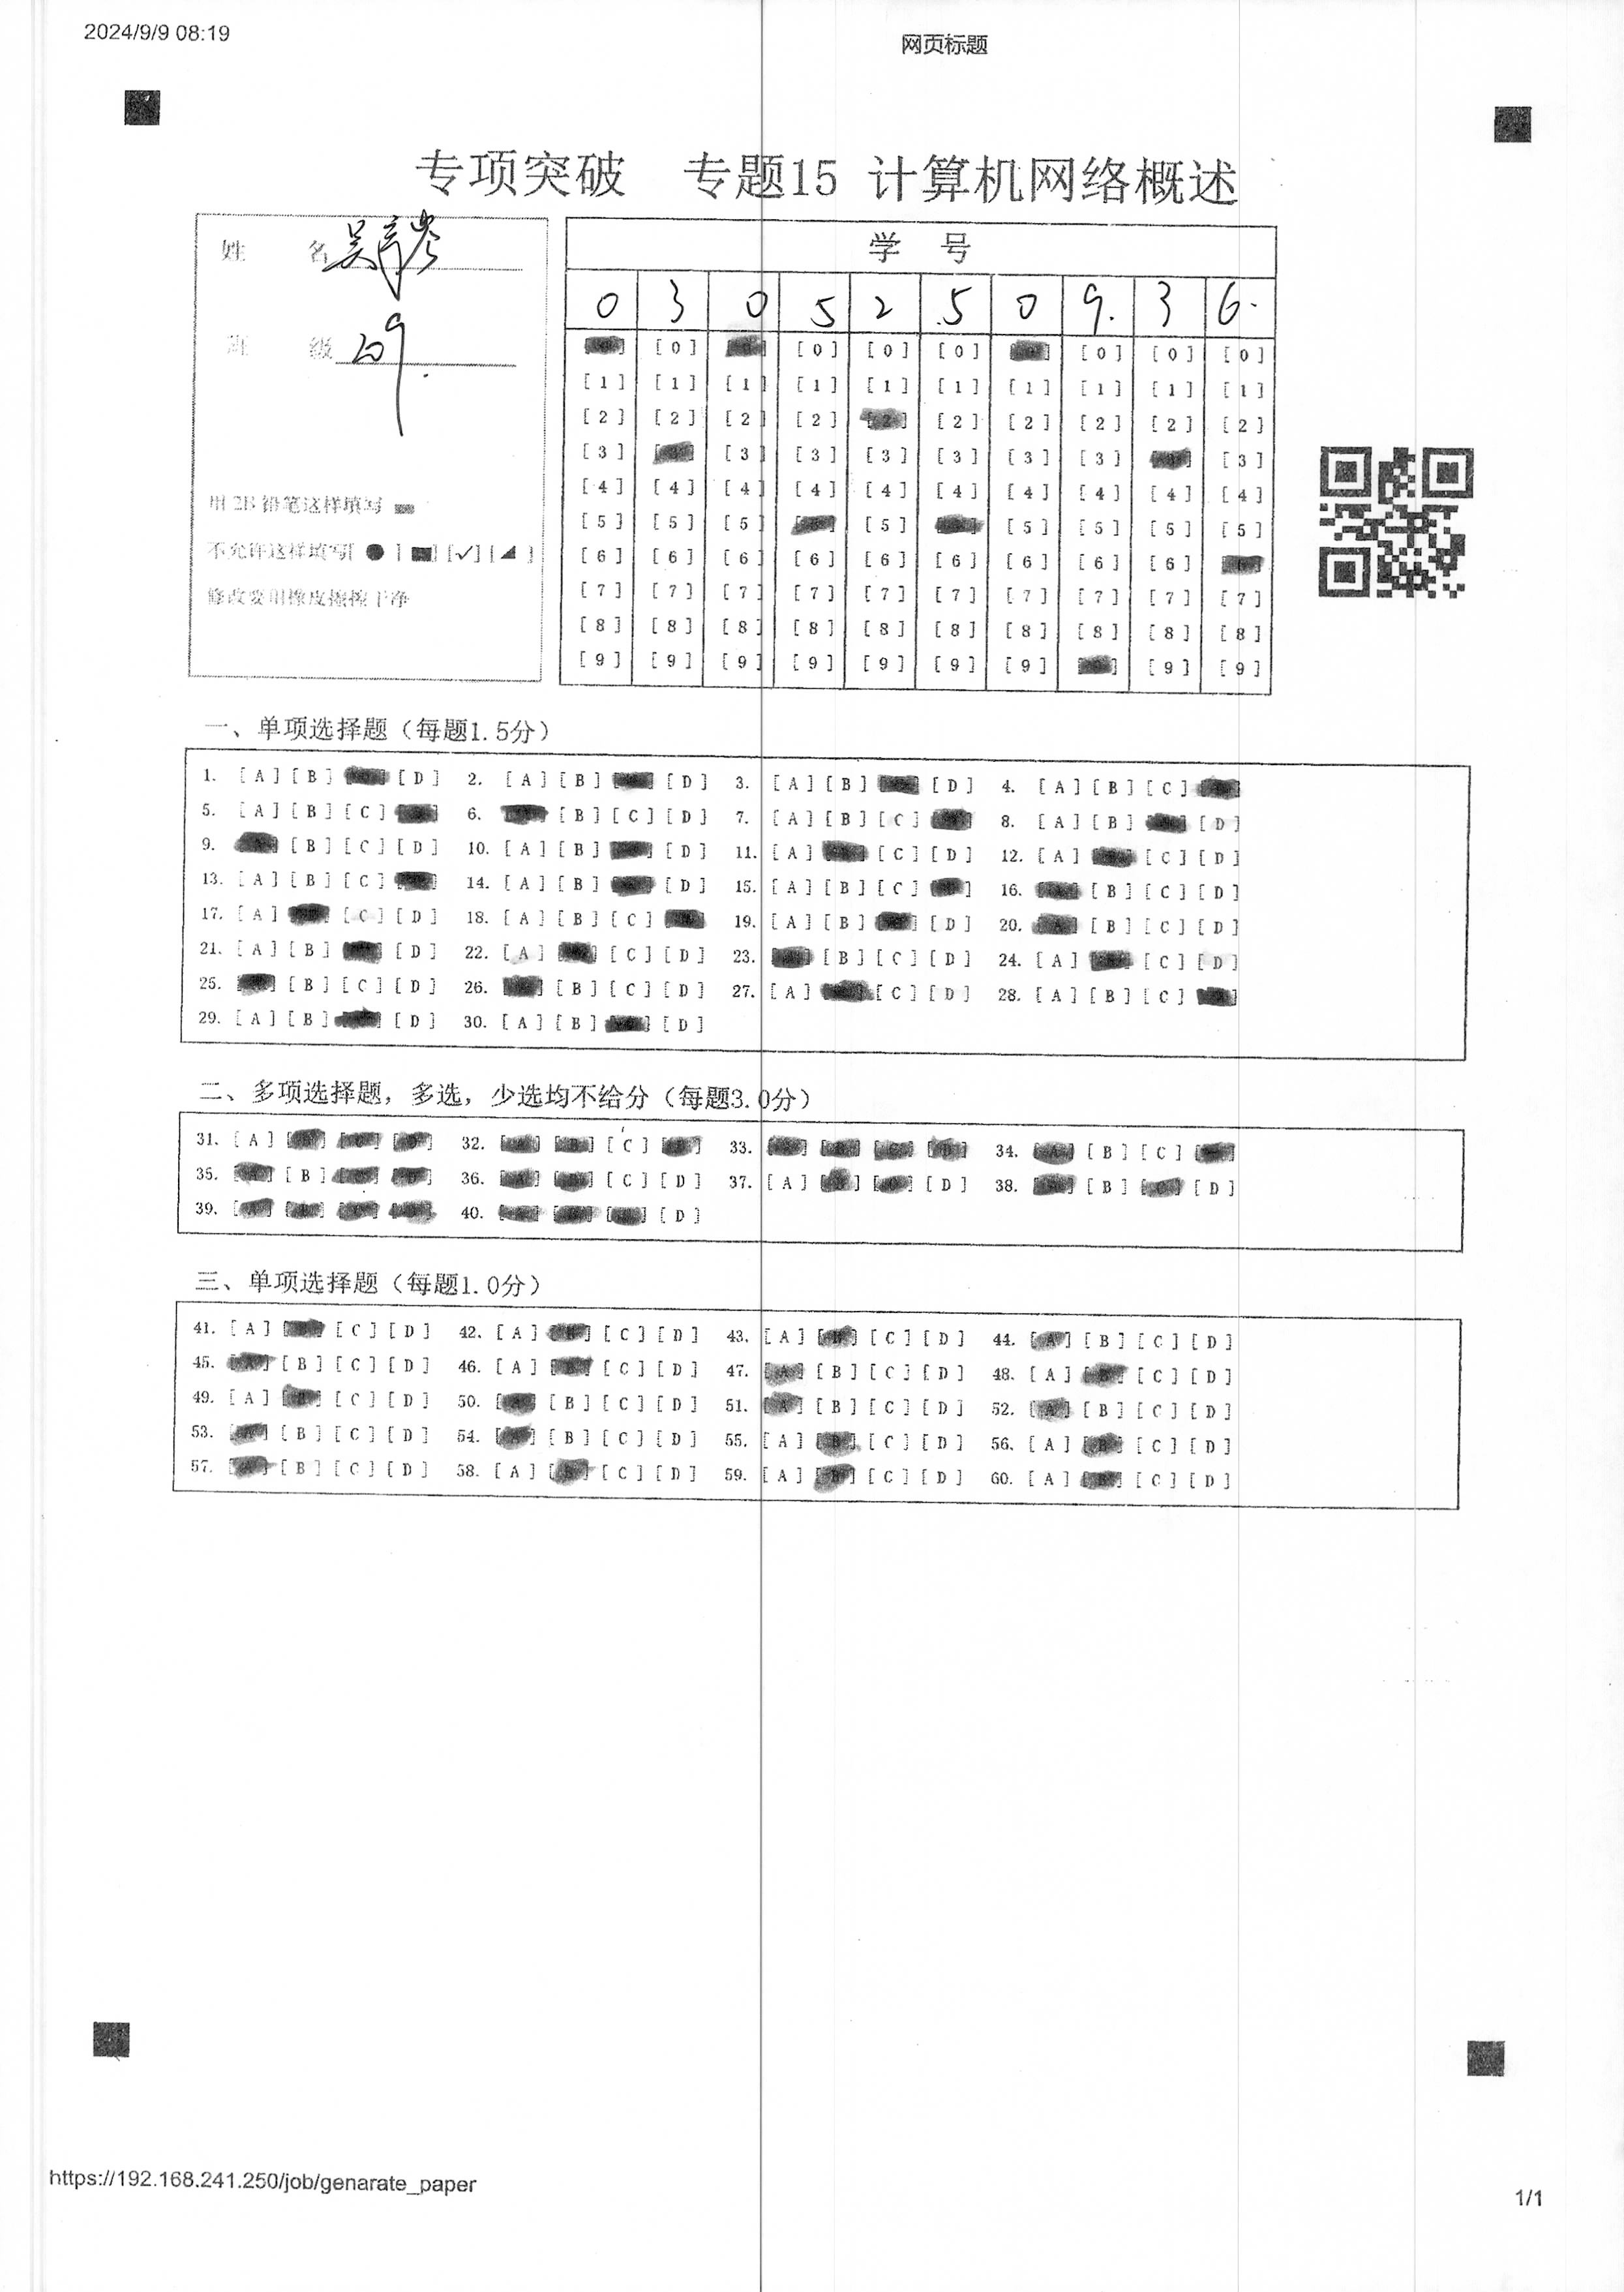 2024/9/9 08:19
网页标题
专项突破 专题15 计算机网络概述
姓 名 吴
班 级 209.
用 2B 铅笔这样填写
不允许这样填写[ ● ] [■] [✓] [◢ ]
修改要用橡皮擦擦干净
学 号
0 3 0 5 2 5 0 9. 3 6.
[0] [0] [0] [0] [0] [0] [0]
[1] [1] [1] [1] [1] [1] [1] [1] [1] [1]
[2] [2] [2] [2] [2] [2] [2] [2] [2] [2]
[3] [3] [3] [3] [3] [3] [3] [3]
[4] [4] [4] [4] [4] [4] [4] [4] [4] [4]
[5] [5] [5] [5] [5] [5] [5] [5]
[6] [6] [6] [6] [6] [6] [6] [6] [6]
[7] [7] [7] [7] [7] [7] [7] [7] [7] [7]
[8] [8] [8] [8] [8] [8] [8] [8] [8] [8]
[9] [9] [9] [9] [9] [9] [9] [9] [9]
一、单项选择题（每题1.5分）
1. [A] [B] [D] 2. [A] [B] [D] 3. [A] [B] [D] 4. [A] [B] [C]
5. [A] [B] [C] 6. [B] [C] [D] 7. [A] [B] [C] 8. [A] [B] [D]
9. [B] [C] [D] 10. [A] [B] [D] 11. [A] [C] [D] 12. [A] [C] [D]
13. [A] [B] [C] 14. [A] [B] [D] 15. [A] [B] [C] 16. [B] [C] [D]
17. [A] [C] [D] 18. [A] [B] [C] 19. [A] [B] [D] 20. [B] [C] [D]
21. [A] [B] [D] 22. [A] [C] [D] 23. [B] [C] [D] 24. [A] [C] [D]
25. [B] [C] [D] 26. [B] [C] [D] 27. [A] [C] [D] 28. [A] [B] [C]
29. [A] [B] [D] 30. [A] [B] [D]
二、多项选择题，多选，少选均不给分（每题3.0分）
31. [A] 32. [C] 33. 34. [B] [C]
35. [B] 36. [C] [D] 37. [A] [D] 38. [B] [D]
39. 40. [D]
三、单项选择题（每题1.0分）
41. [A] [C] [D] 42. [A] [C] [D] 43. [A] [C] [D] 44. [B] [C] [D]
45. [B] [C] [D] 46. [A] [C] [D] 47. [B] [C] [D] 48. [A] [C] [D]
49. [A] [C] [D] 50. [B] [C] [D] 51. [B] [C] [D] 52. [B] [C] [D]
53. [B] [C] [D] 54. [B] [C] [D] 55. [A] [C] [D] 56. [A] [C] [D]
57. [B] [C] [D] 58. [A] [C] [D] 59. [A] [C] [D] 60. [A] [C] [D]
https://192.168.241.250/job/genarate_paper
1/1